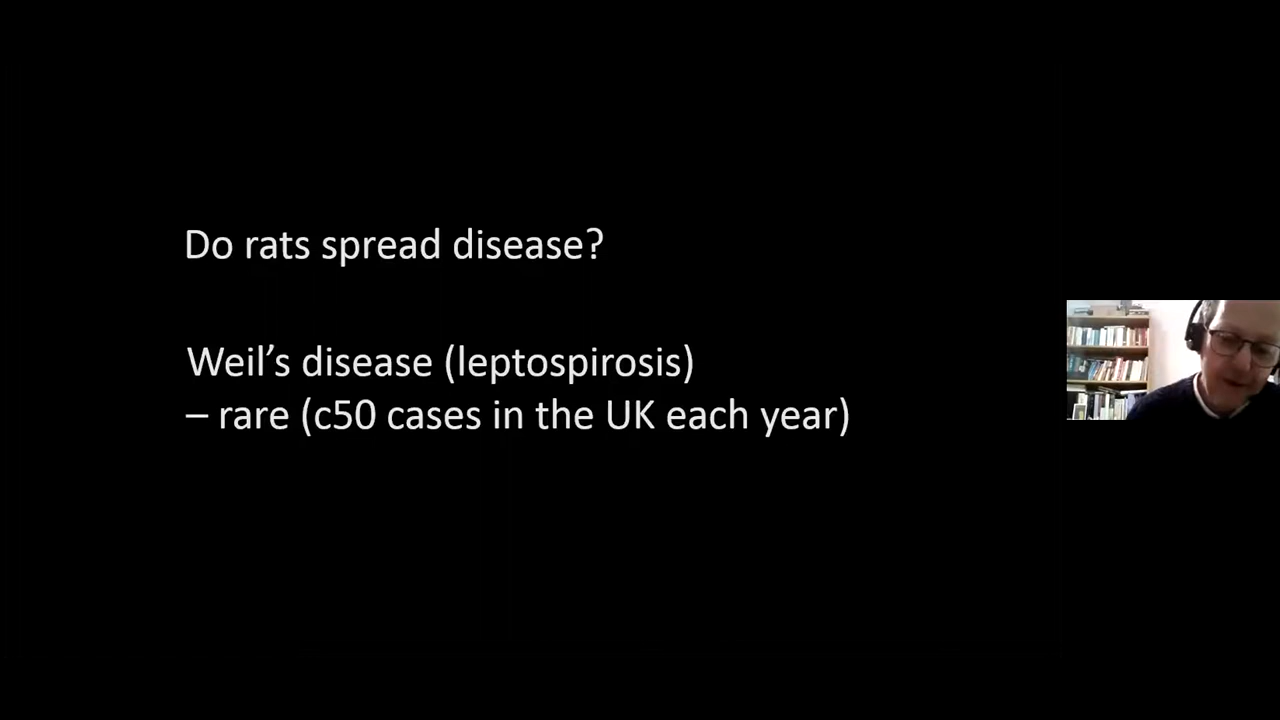 Do rats spread disease?
Weil’s disease (leptospirosis)
– rare (c50 cases in the UK each year)